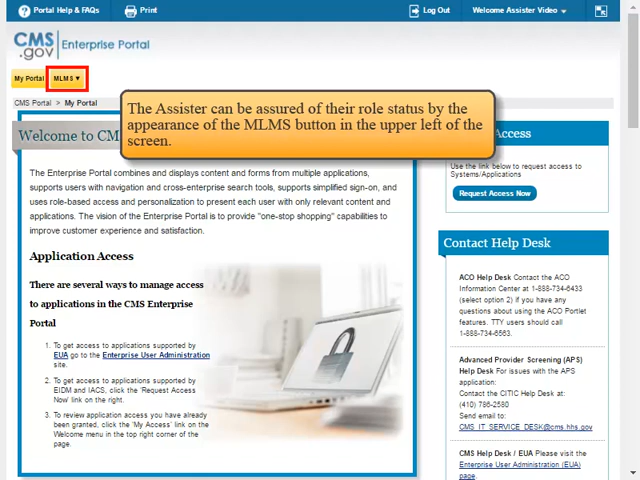 Portal Help & FAQs Print Log Out Welcome Assister Video
CMS
.gov Enterprise Portal
My Portal MLMS
CMS Portal > My Portal
The Assister can be assured of their role status by the
appearance of the MLMS button in the upper left of the
screen.
Welcome to CM
The Enterprise Portal combines and displays content and forms from multiple applications,
supports users with navigation and cross-enterprise search tools, supports simplified sign-on, and
uses role-based access and personalization to present each user with only relevant content and
applications. The vision of the Enterprise Portal is to provide "one-stop shopping" capabilities to
improve customer experience and satisfaction.
Application Access
There are several ways to manage access
to applications in the CMS Enterprise
Portal
1. To get access to applications supported by
EUA go to the Enterprise User Administration
site.
2. To get access to applications supported by
EIDM and IACS, click the 'Request Access
Now' link on the right.
3. To review application access you have already
been granted, click the 'My Access' link on the
Welcome menu in the top right corner of the
page.
Access
Use the link below to request access to
Systems/Applications
Request Access Now
Contact Help Desk
ACO Help Desk Contact the ACO
Information Center at 1-888-734-6433
(select option 2) if you have any
questions about using the ACO Portlet
features. TTY users should call
1-888-734-6563.
Advanced Provider Screening (APS)
Help Desk For issues with the APS
application:
Contact the CITIC Help Desk at:
(410) 786-2580
Send email to:
CMS_IT_SERVICE_DESK@cms.hhs.gov
CMS Help Desk / EUA Please visit the
Enterprise User Administration (EUA)
page.